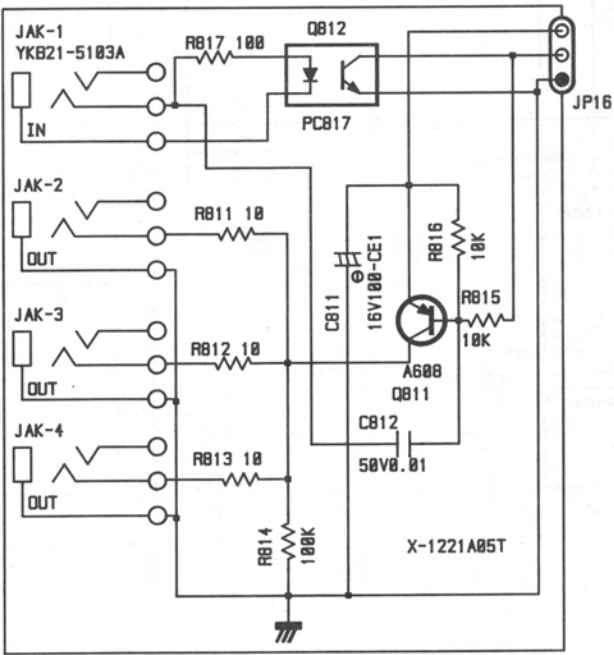 JAK-1
YKB21-5103A
IN
R817 100
Q812
PC817
JP16
JAK-2
OUT
R811 10
C811
16V100-CE1
R816
10K
R815
10K
JAK-3
OUT
R812 10
A608
Q811
JAK-4
OUT
R813 10
C812
50V0.01
R814
100K
X-1221A05T